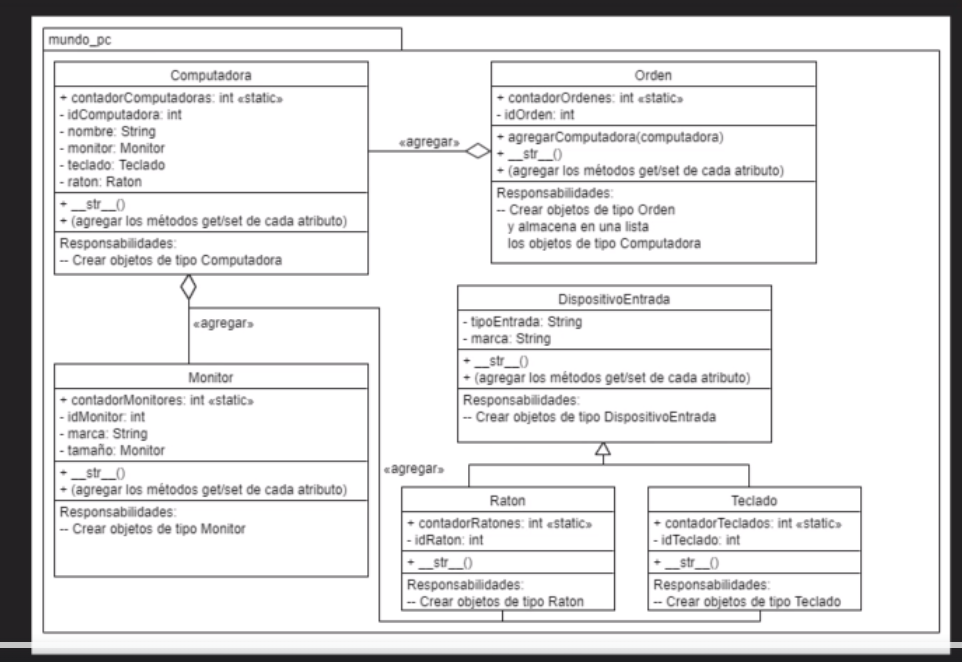 mundo_pc
Computadora
+ contadorComputadoras: int «static»
- idComputadora: int
- nombre: String
- monitor: Monitor
- teclado: Teclado
- raton: Raton
+ __str__()
+ (agregar los métodos get/set de cada atributo)
Responsabilidades:
-- Crear objetos de tipo Computadora
«agregar»
Orden
+ contadorOrdenes: int «static»
- idOrden: int
+ agregarComputadora(computadora)
+ __str__()
+ (agregar los métodos get/set de cada atributo)
Responsabilidades:
-- Crear objetos de tipo Orden
y almacena en una lista
los objetos de tipo Computadora
«agregar»
Monitor
+ contadorMonitores: int «static»
- idMonitor: int
- marca: String
- tamaño: Monitor
+ __str__()
+ (agregar los métodos get/set de cada atributo)
Responsabilidades:
-- Crear objetos de tipo Monitor
DispositivoEntrada
- tipoEntrada: String
- marca: String
+ __str__()
+ (agregar los métodos get/set de cada atributo)
Responsabilidades:
-- Crear objetos de tipo DispositivoEntrada
«agregar»
Raton
+ contadorRatones: int «static»
- idRaton: int
+ __str__()
Responsabilidades:
-- Crear objetos de tipo Raton
Teclado
+ contadorTeclados: int «static»
- idTeclado: int
+ __str__()
Responsabilidades:
-- Crear objetos de tipo Teclado